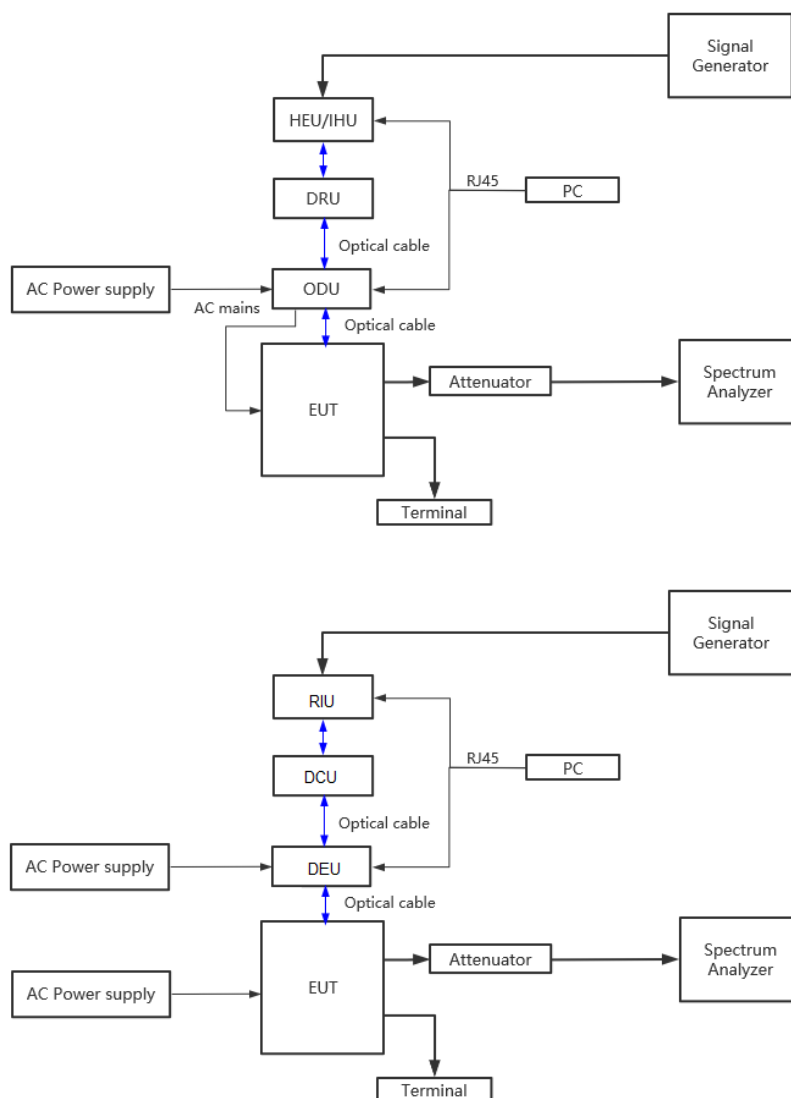 Signal
Generator
HEU/IHU
RJ45
PC
DRU
Optical cable
AC Power supply
ODU
AC mains
Optical cable
EUT
Attenuator
Spectrum
Analyzer
Terminal
Signal
Generator
RIU
RJ45
PC
DCU
Optical cable
AC Power supply
DEU
Optical cable
EUT
Attenuator
Spectrum
Analyzer
AC Power supply
Terminal